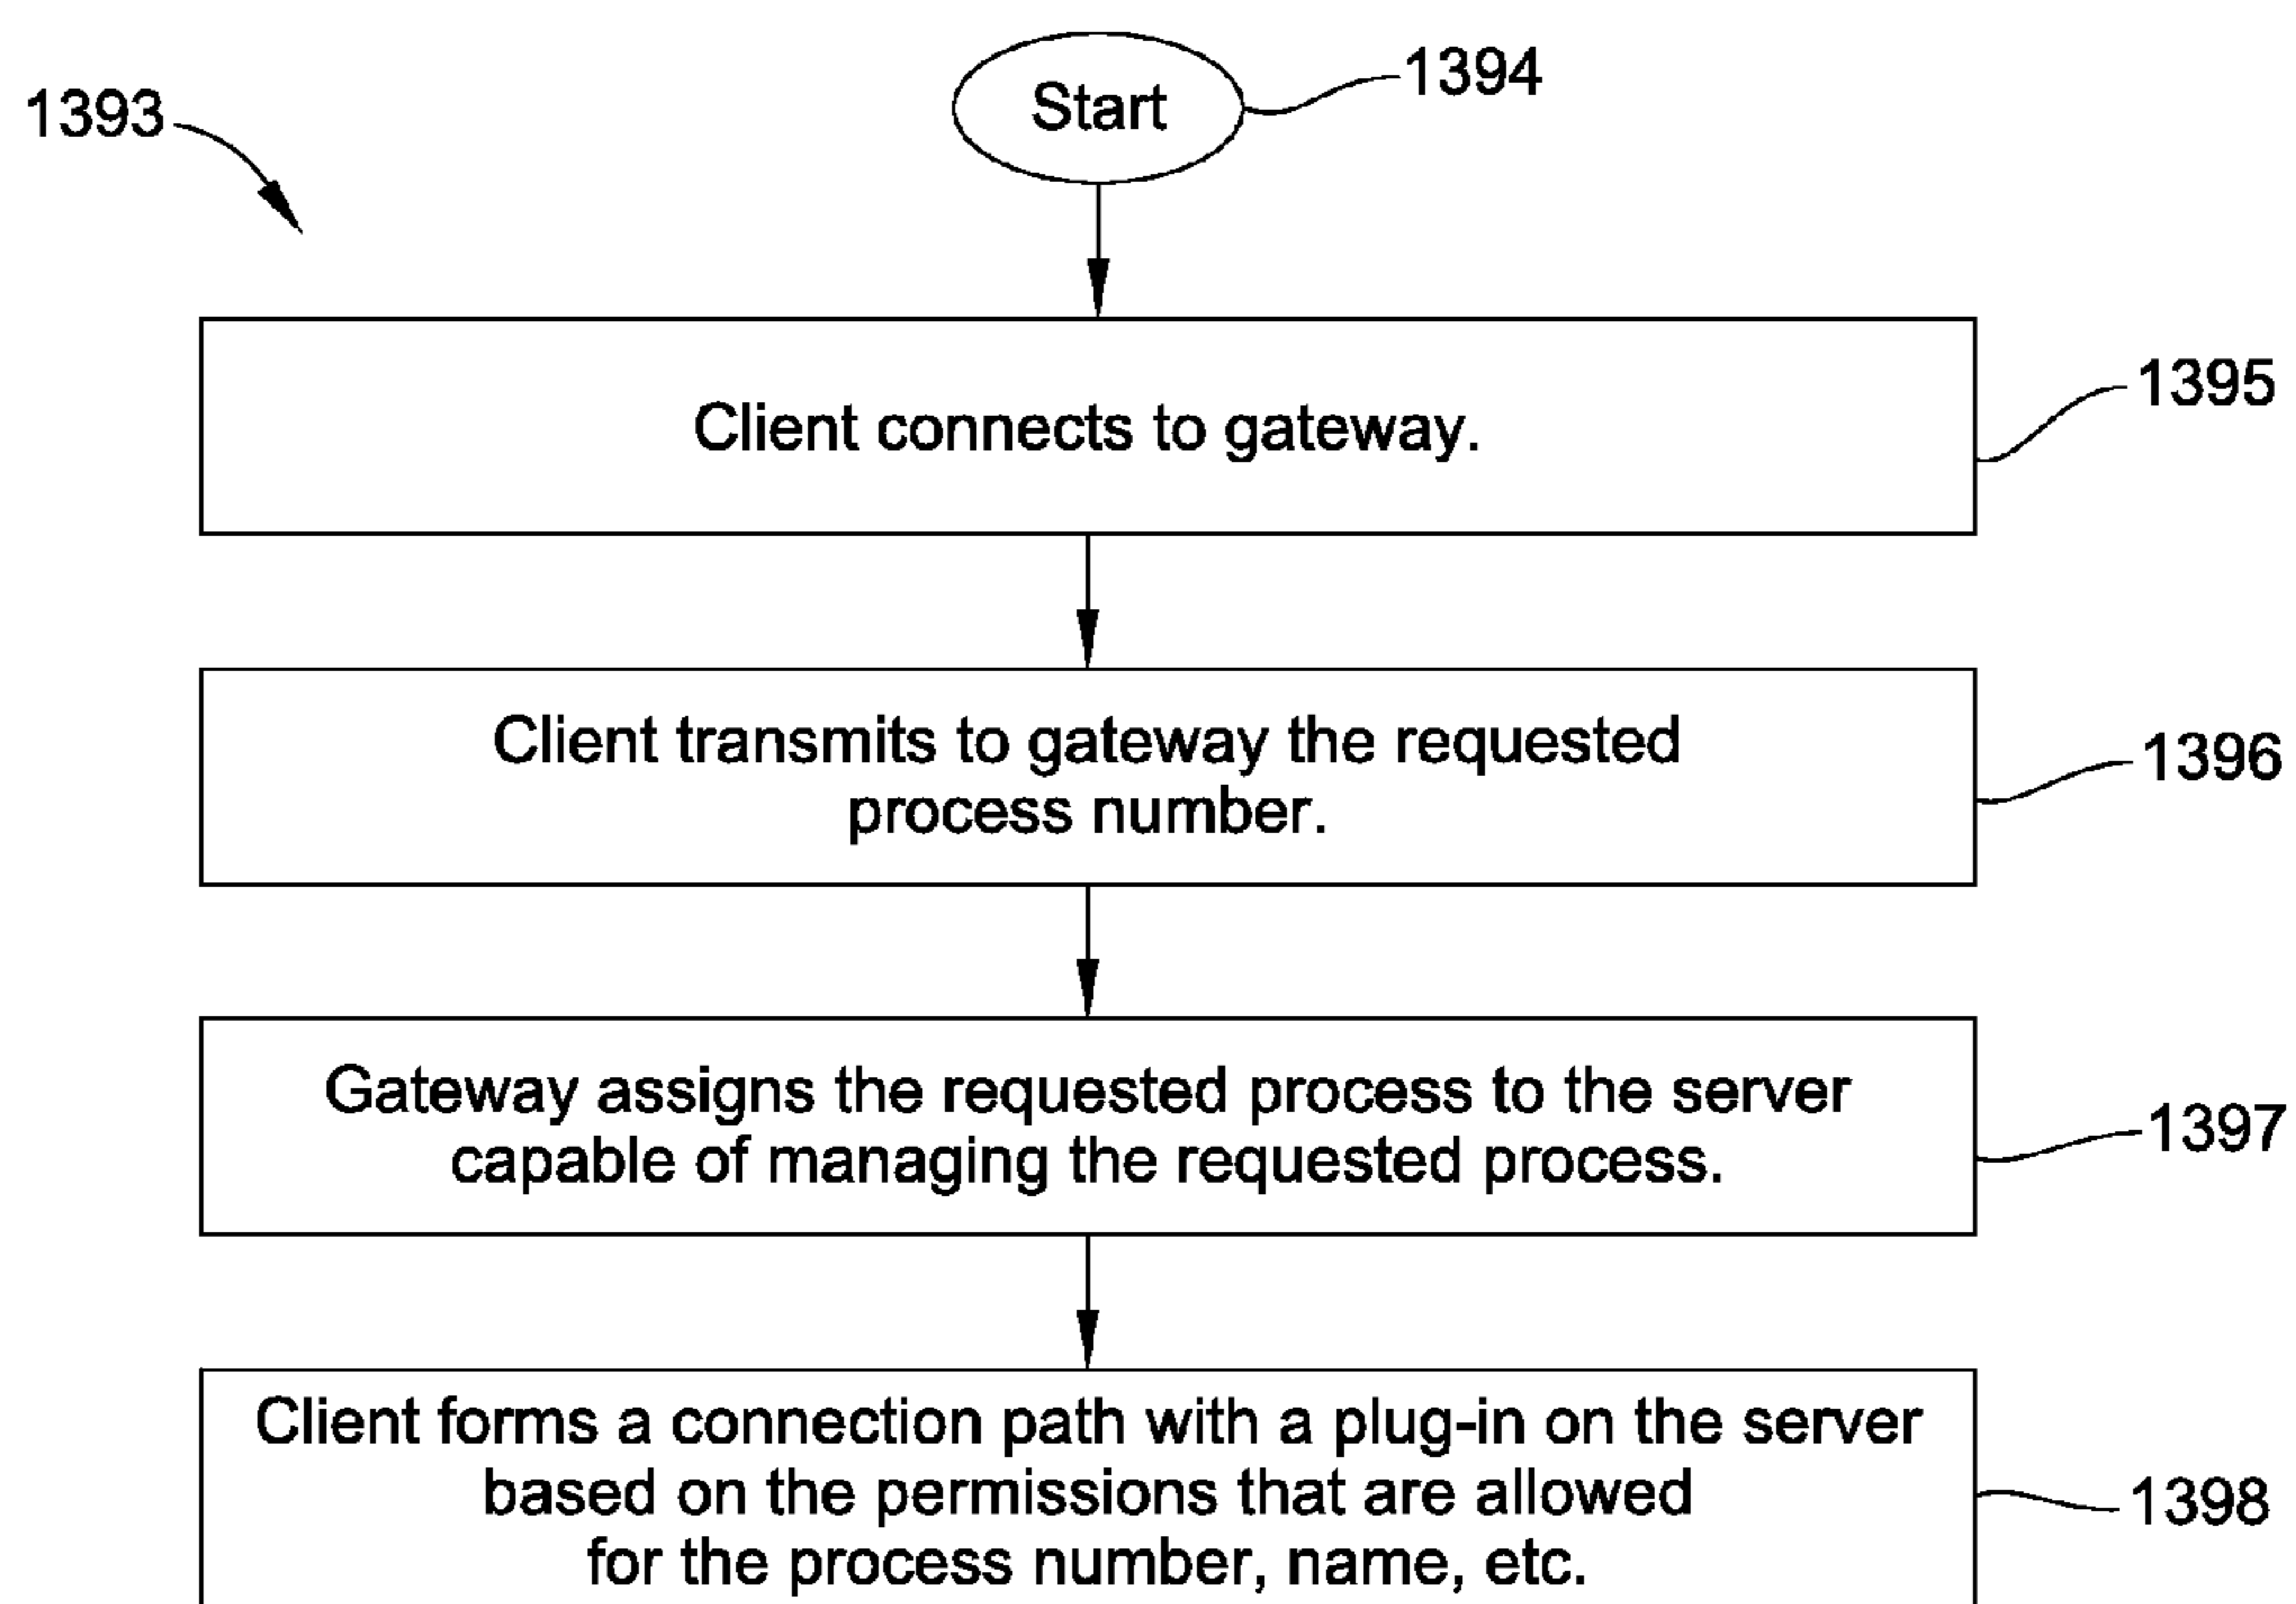 1393
Start
1394
Client connects to gateway.
1395
Client transmits to gateway the requested
process number.
1396
Gateway assigns the requested process to the server
capable of managing the requested process.
1397
Client forms a connection path with a plug-in on the server
based on the permissions that are allowed
for the process number, name, etc.
1398